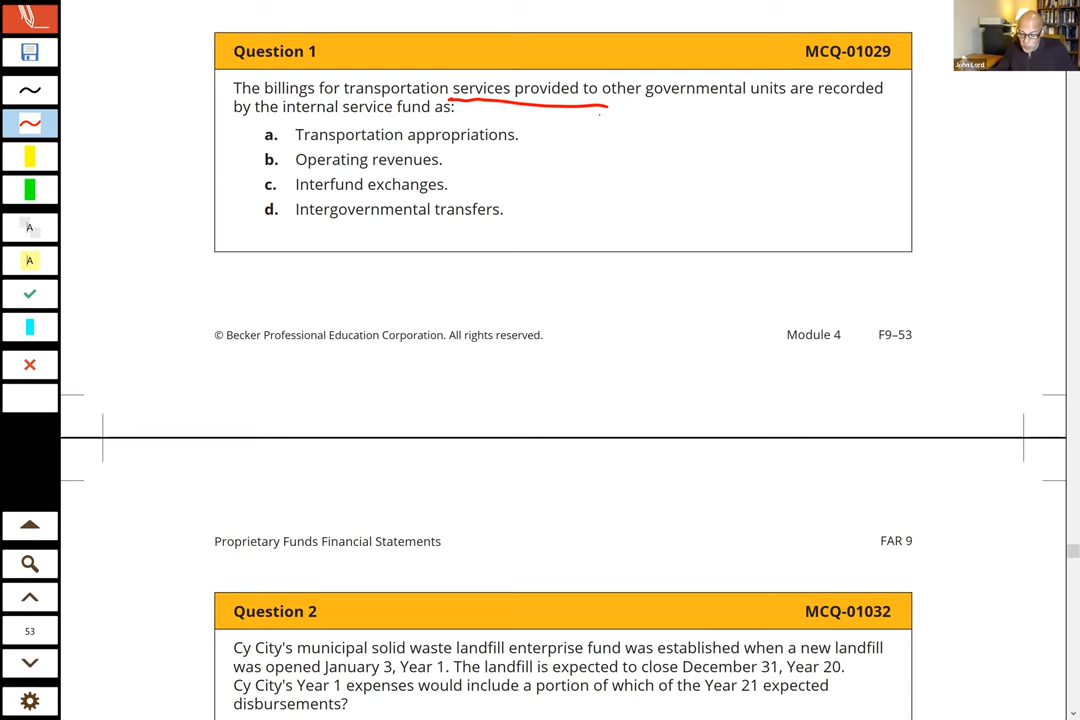 John Lord
Question 1 MCQ-01029
The billings for transportation services provided to other governmental units are recorded
by the internal service fund as:
a. Transportation appropriations.
b. Operating revenues.
c. Interfund exchanges.
d. Intergovernmental transfers.
© Becker Professional Education Corporation. All rights reserved. Module 4 F9–53
Proprietary Funds Financial Statements FAR 9
Question 2 MCQ-01032
Cy City's municipal solid waste landfill enterprise fund was established when a new landfill
was opened January 3, Year 1. The landfill is expected to close December 31, Year 20.
Cy City's Year 1 expenses would include a portion of which of the Year 21 expected
disbursements?
A
A
53